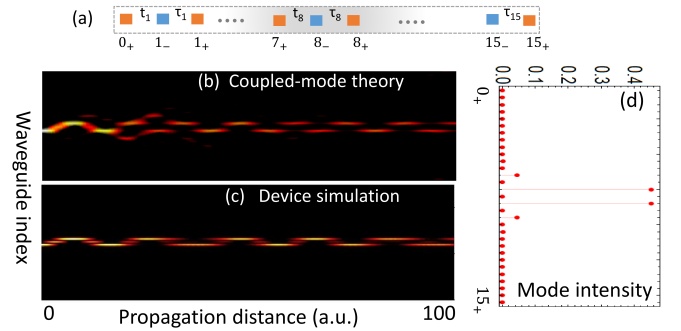 (a)
t₁ τ₁ t₈ τ₈ τ₁₅
0₊ 1₋ 1₊ 7₊ 8₋ 8₊ 15₋ 15₊
(b) Coupled-mode theory
(c) Device simulation
Waveguide index
0 100
Propagation distance (a.u.)
0.0 0.1 0.2 0.3 0.4
(d)
0₊
15₊
Mode intensity